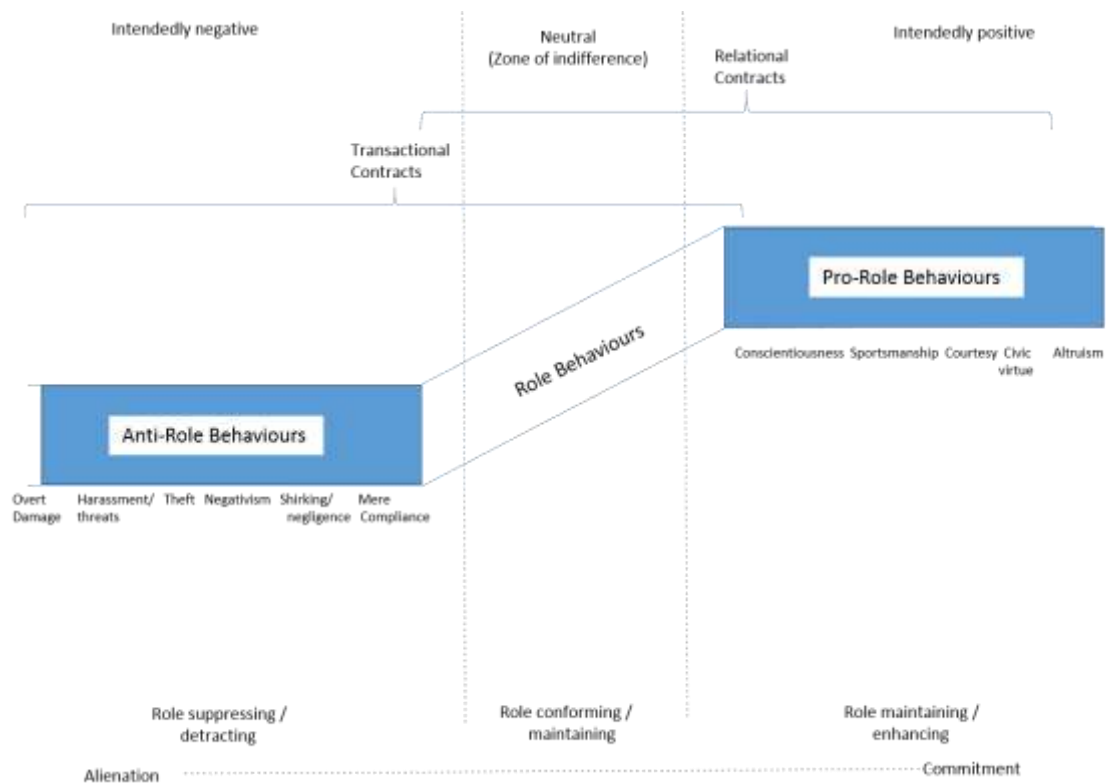 Intendedly negative
Neutral
(Zone of indifference)
Intendedly positive
Relational
Contracts
Transactional
Contracts
Pro-Role Behaviours
Role Behaviours
Conscientiousness Sportsmanship Courtesy Civic virtue Altruism
Anti-Role Behaviours
Overt Damage Harassment/ threats Theft Negativism Shirking/ negligence Mere Compliance
Role suppressing /
detracting
Role conforming /
maintaining
Role maintaining /
enhancing
Alienation
Commitment